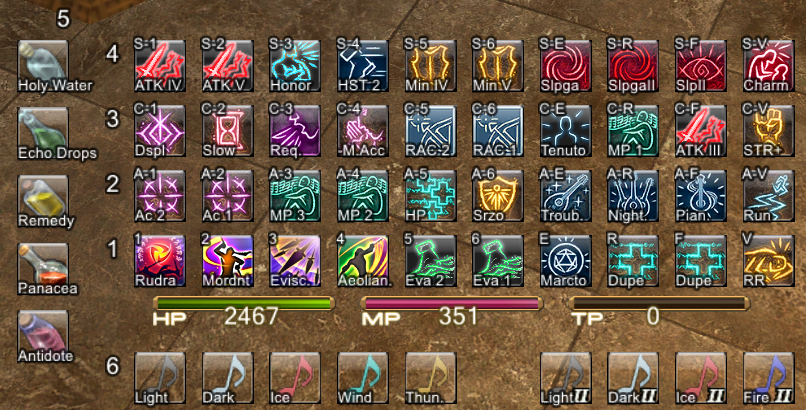 5
Holy Water
4
S-1 S-2 S-3 S-4 S-5 S-6 S-E S-R S-F S-V
ATK IV ATK V Honor HST 2 Min IV Min V Slpga SlpgaII SlpII Charm
Echo Drops
3
C-1 C-2 C-3 C-4 C-5 C-6 C-E C-R C-F C-V
Dspl Slow Req. -M.Acc RAC 2 RAC 1 Tenuto MP 1 ATK III STR+
Remedy
2
A-1 A-2 A-3 A-4 A-5 A-6 A-E A-R A-F A-V
Ac 2 Ac 1 MP 3 MP 2 HP Srzo Troub. Night. Pian. Run
Panacea
1
1 2 3 4 5 6 E R F V
Rudra Mordnt Evisc. Aeolian Eva 2 Eva 1 Marcto Dupe Dupe RR
HP 2467 MP 351 TP 0
Antidote
6
Light Dark Ice Wind Thun. Light II Dark II Ice II Fire II